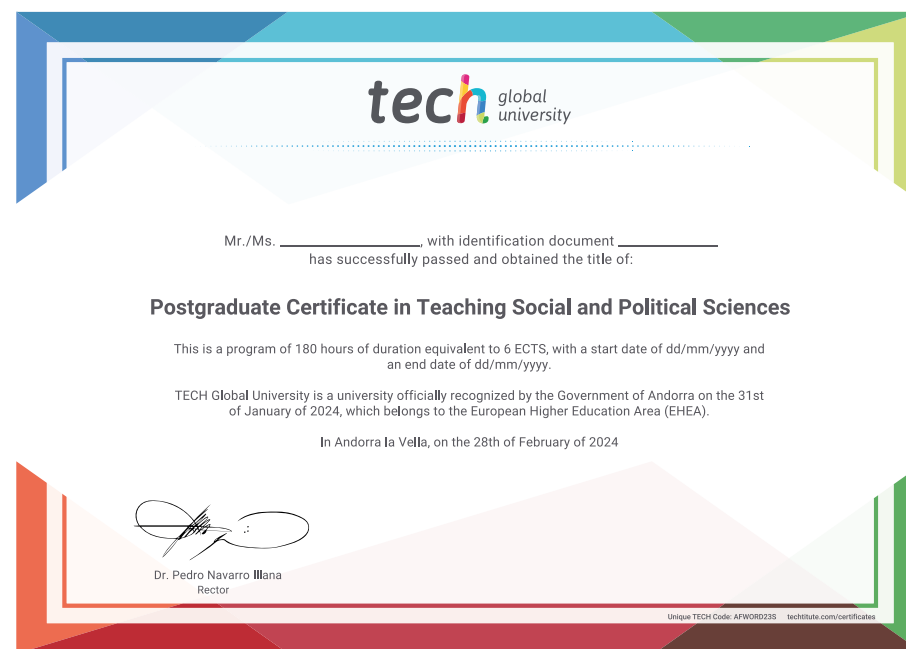 tech global university
Mr./Ms. ____________________, with identification document ______________
has successfully passed and obtained the title of:
Postgraduate Certificate in Teaching Social and Political Sciences
This is a program of 180 hours of duration equivalent to 6 ECTS, with a start date of dd/mm/yyyy and
an end date of dd/mm/yyyy.
TECH Global University is a university officially recognized by the Government of Andorra on the 31st
of January of 2024, which belongs to the European Higher Education Area (EHEA).
In Andorra la Vella, on the 28th of February of 2024
Dr. Pedro Navarro Illana
Rector
Unique TECH Code: AFWORD23S techtitute.com/certificates